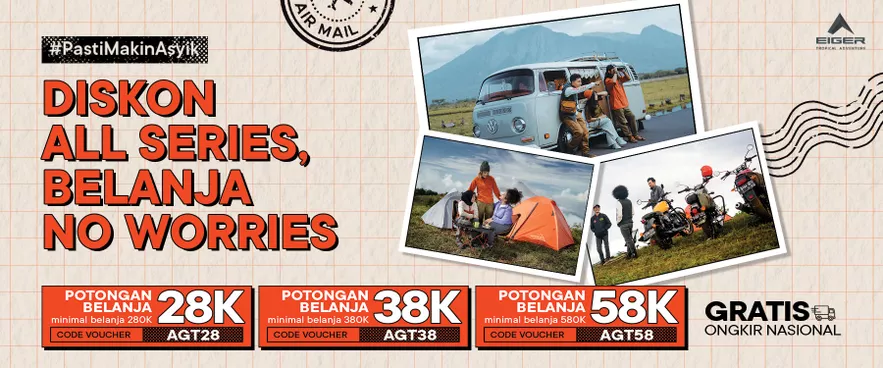 AIR MAIL
EIGER
TROPICAL ADVENTURE
#PastiMakinAsyik
DISKON
ALL SERIES,
BELANJA
NO WORRIES
POTONGAN
BELANJA
28K
minimal belanja 280K
CODE VOUCHER
AGT28
POTONGAN
BELANJA
38K
minimal belanja 380K
CODE VOUCHER
AGT38
POTONGAN
BELANJA
58K
minimal belanja 580K
CODE VOUCHER
AGT58
GRATIS
ONGKIR NASIONAL